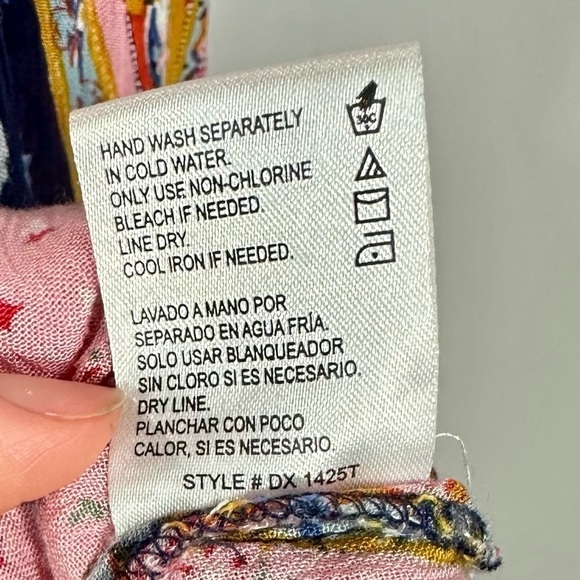 HAND WASH SEPARATELY
IN COLD WATER.
ONLY USE NON-CHLORINE
BLEACH IF NEEDED.
LINE DRY.
COOL IRON IF NEEDED.
30C
LAVADO A MANO POR
SEPARADO EN AGUA FRÍA.
SOLO USAR BLANQUEADOR
SIN CLORO SI ES NECESARIO.
DRY LINE.
PLANCHAR CON POCO
CALOR, SI ES NECESARIO.
STYLE # DX 1425T